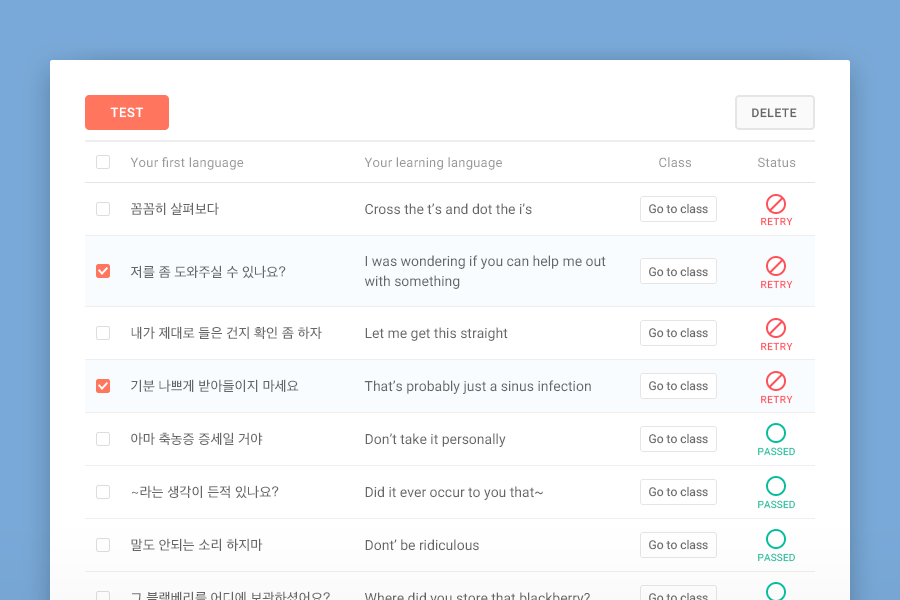 TEST
DELETE
Your first language Your learning language Class Status
꼼꼼히 살펴보다 Cross the t's and dot the i's Go to class RETRY
저를 좀 도와주실 수 있나요? I was wondering if you can help me out
with something Go to class RETRY
내가 제대로 들은 건지 확인 좀 하자 Let me get this straight Go to class RETRY
기분 나쁘게 받아들이지 마세요 That's probably just a sinus infection Go to class RETRY
아마 축농증 증세일 거야 Don't take it personally Go to class PASSED
~라는 생각이 든적 있나요? Did it ever occur to you that~ Go to class PASSED
말도 안되는 소리 하지마 Dont' be ridiculous Go to class PASSED
그 블랙베리를 어디에 보관하셨어요? Where did you store that blackberry? Go to class